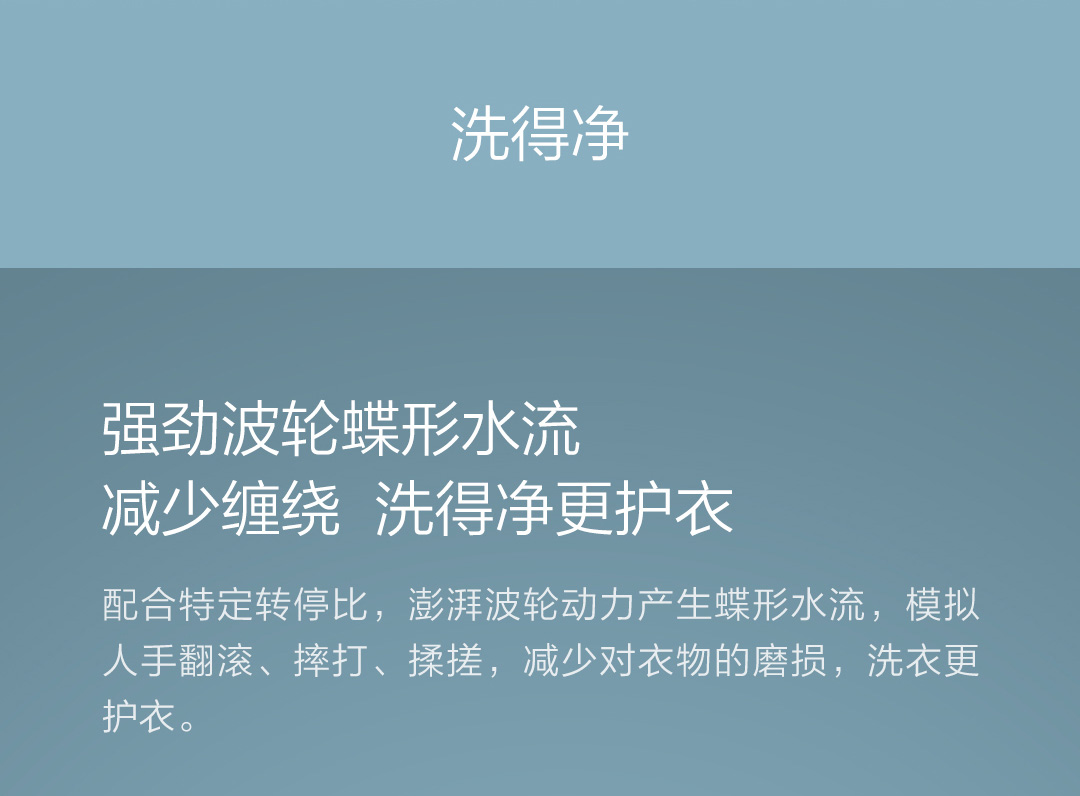 洗得净
强劲波轮蝶形水流
减少缠绕 洗得净更护衣
配合特定转停比，澎湃波轮动力产生蝶形水流，模拟
人手翻滚、摔打、揉搓，减少对衣物的磨损，洗衣更
护衣。